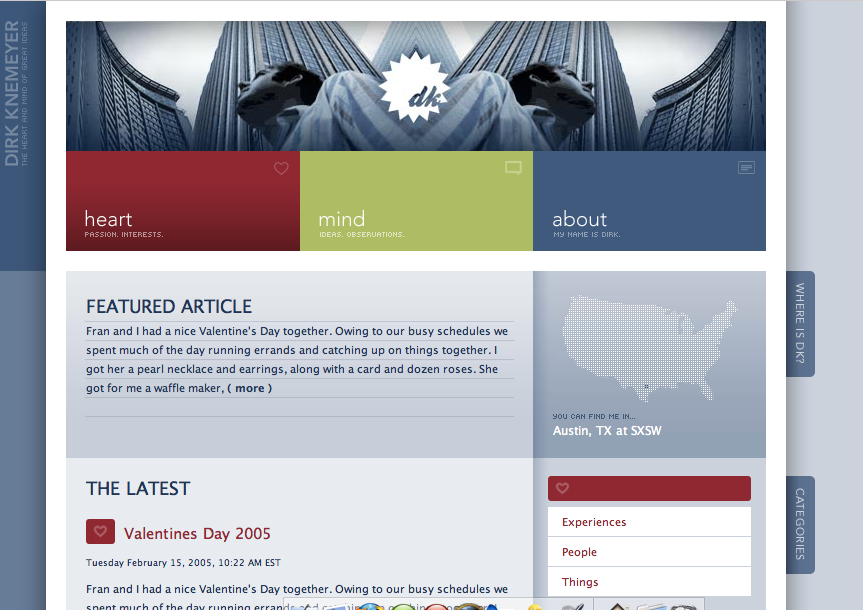 DIRK KNEMEYER
THE HEART AND MIND OF GREAT IDEAS
dk
heart
PASSION. INTERESTS.
mind
IDEAS. OBSERVATIONS.
about
MY NAME IS DIRK.
FEATURED ARTICLE
Fran and I had a nice Valentine's Day together. Owing to our busy schedules we
spent much of the day running errands and catching up on things together. I
got her a pearl necklace and earrings, along with a card and dozen roses. She
got for me a waffle maker, ( more )
WHERE IS DK?
YOU CAN FIND ME IN...
Austin, TX at SXSW
THE LATEST
Valentines Day 2005
Tuesday February 15, 2005, 10:22 AM EST
Fran and I had a nice Valentine's Day together. Owing to our busy schedules we
spent much of the day running
Experiences
People
Things
CATEGORIES